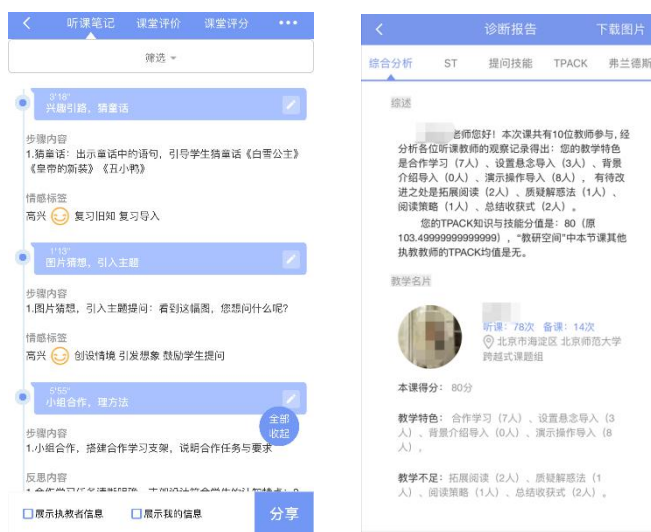 听课笔记 课堂评价 课堂评分
筛选
3'18"
兴趣引路，猜童话
步骤内容
1.猜童话：出示童话中的语句，引导学生猜童话《白雪公主》
《皇帝的新装》《丑小鸭》
情感标签
高兴 复习旧知 复习导入
1'13"
图片猜想，引入主题
步骤内容
1.图片猜想，引入主题提问：看到这幅图，您想问什么呢？
情感标签
高兴 创设情境 引发想象 鼓励学生提问
5'55"
小组合作，理方法
全部
收起
步骤内容
1.小组合作，搭建合作学习支架，说明合作任务与要求
反思内容
展示执教者信息 展示我的信息 分享
诊断报告 下载图片
综合分析 ST 提问技能 TPACK 弗兰德斯
综述
老师您好！本次课共有10位教师参与，经
分析各位听课教师的观察记录得出：您的教学特色
是合作学习（7人）、设置悬念导入（3人）、背景
介绍导入（0人）、演示操作导入（8人），有待改
进之处是拓展阅读（2人）、质疑解惑法（1人）、
阅读策略（1人）、总结收获式（2人）。
您的TPACK知识与技能分值是：80（原
103.49999999999999），“教研空间”中本节课其他
执教教师的TPACK均值是无。
教学名片
听课：78次 备课：14次
北京市海淀区 北京师范大学
跨越式课题组
本课得分：80分
教学特色：合作学习（7人）、设置悬念导入（3
人）、背景介绍导入（0人）、演示操作导入（8
人），
教学不足：拓展阅读（2人）、质疑解惑法（1
人）、阅读策略（1人）、总结收获式（2人）。